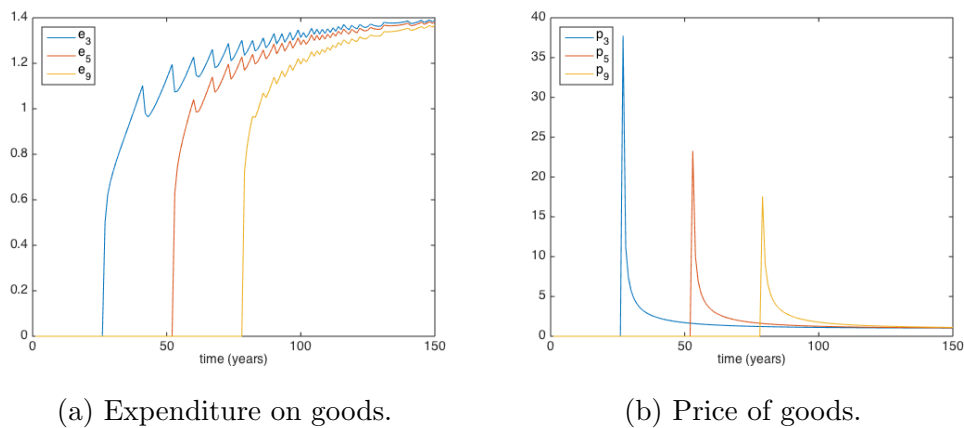 1.4
1.2
1
0.8
0.6
0.4
0.2
0
e3
e5
e9
0 50 100 150
time (years)
(a) Expenditure on goods.
40
35
30
25
20
15
10
5
0
p3
p5
p9
0 50 100 150
time (years)
(b) Price of goods.